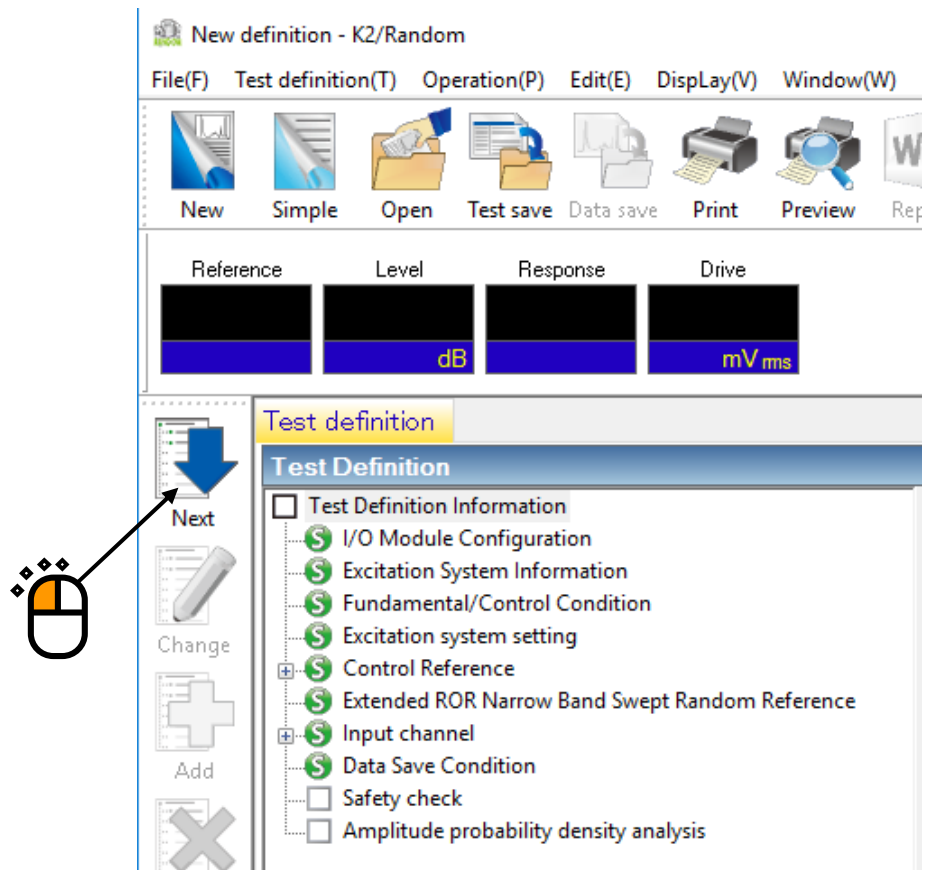 New definition - K2/Random
File(F) Test definition(T) Operation(P) Edit(E) DispLay(V) Window(W)
New Simple Open Test save Data save Print Preview Rep
Reference Level Response Drive
dB mV rms
Test definition
Test Definition
Next
Test Definition Information
S I/O Module Configuration
S Excitation System Information
S Fundamental/Control Condition
Change
S Excitation system setting
S Control Reference
S Extended ROR Narrow Band Swept Random Reference
S Input channel
Add
S Data Save Condition
Safety check
Amplitude probability density analysis